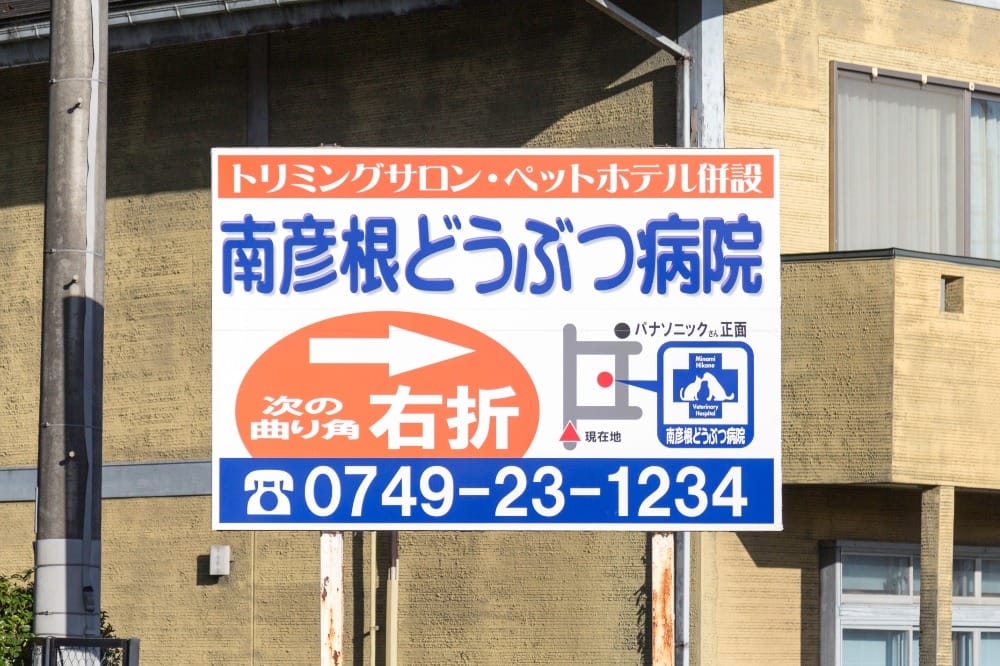 トリミングサロン・ペットホテル併設
南彦根どうぶつ病院
次の
曲り角
右折
パナソニックさん正面
Minami
Hikone
Veterinary
Hospital
南彦根どうぶつ病院
現在地
☎0749-23-1234